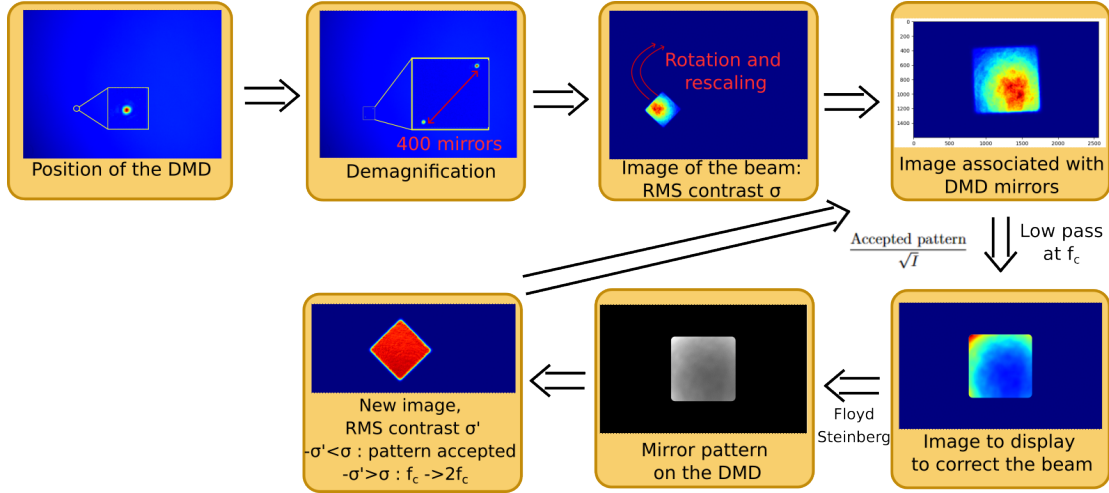 Position of the DMD
400 mirrors
Demagnification
Rotation and
rescaling
Image of the beam:
RMS contrast σ
0
200
400
600
800
1000
1200
1400
0 500 1000 1500 2000 2500
Image associated with
DMD mirrors
Accepted pattern
√I
Low pass
at f_c
Image to display
to correct the beam
Floyd
Steinberg
Mirror pattern
on the DMD
New image,
RMS contrast σ'
-σ'<σ : pattern accepted
-σ'>σ : f_c ->2f_c